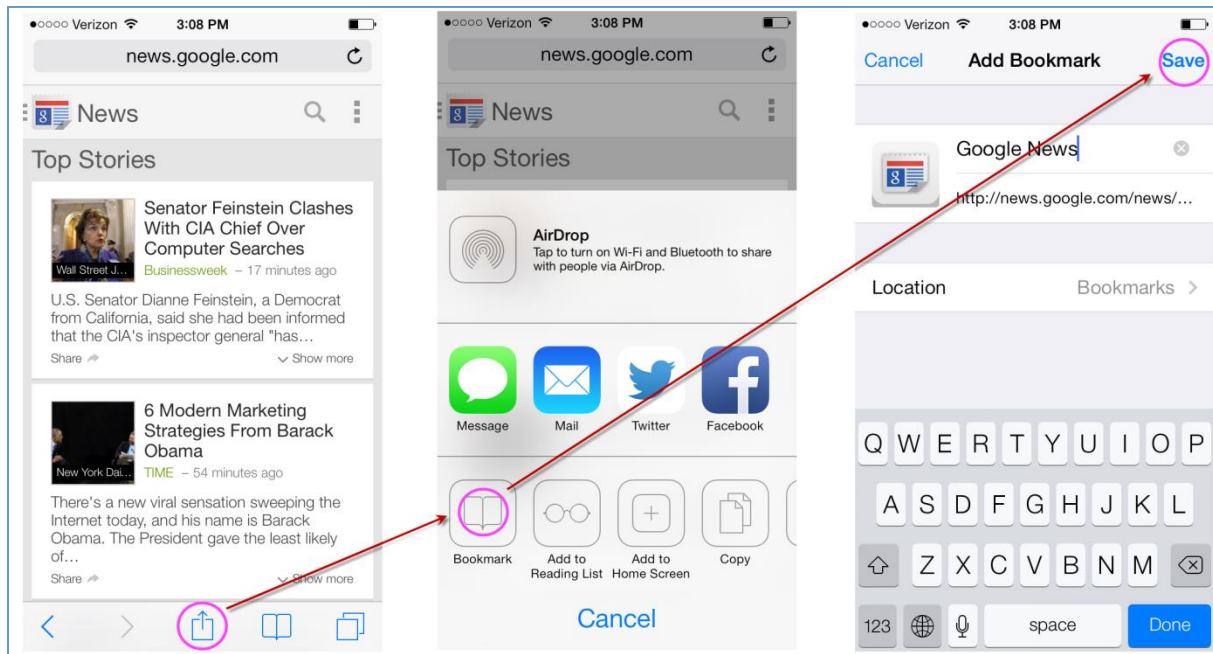 ●○○○○ Verizon 3:08 PM
news.google.com
8 News
Top Stories
Senator Feinstein Clashes
With CIA Chief Over
Computer Searches
Wall Street J...
Businessweek – 17 minutes ago
U.S. Senator Dianne Feinstein, a Democrat
from California, said she had been informed
that the CIA's inspector general "has…
Share Show more
6 Modern Marketing
Strategies From Barack
Obama
New York Dai...
TIME – 54 minutes ago
There's a new viral sensation sweeping the
Internet today, and his name is Barack
Obama. The President gave the least likely
of…
Share Show more
●○○○○ Verizon 3:08 PM
news.google.com
8 News
Top Stories
AirDrop
Tap to turn on Wi-Fi and Bluetooth to share
with people via AirDrop.
Message Mail Twitter Facebook
Bookmark Add to Add to Copy
Reading List Home Screen
Cancel
●○○○○ Verizon 3:08 PM
Cancel Add Bookmark Save
8 Google News
http://news.google.com/news/…
Location Bookmarks >
Q W E R T Y U I O P
A S D F G H J K L
Z X C V B N M
123 space Done